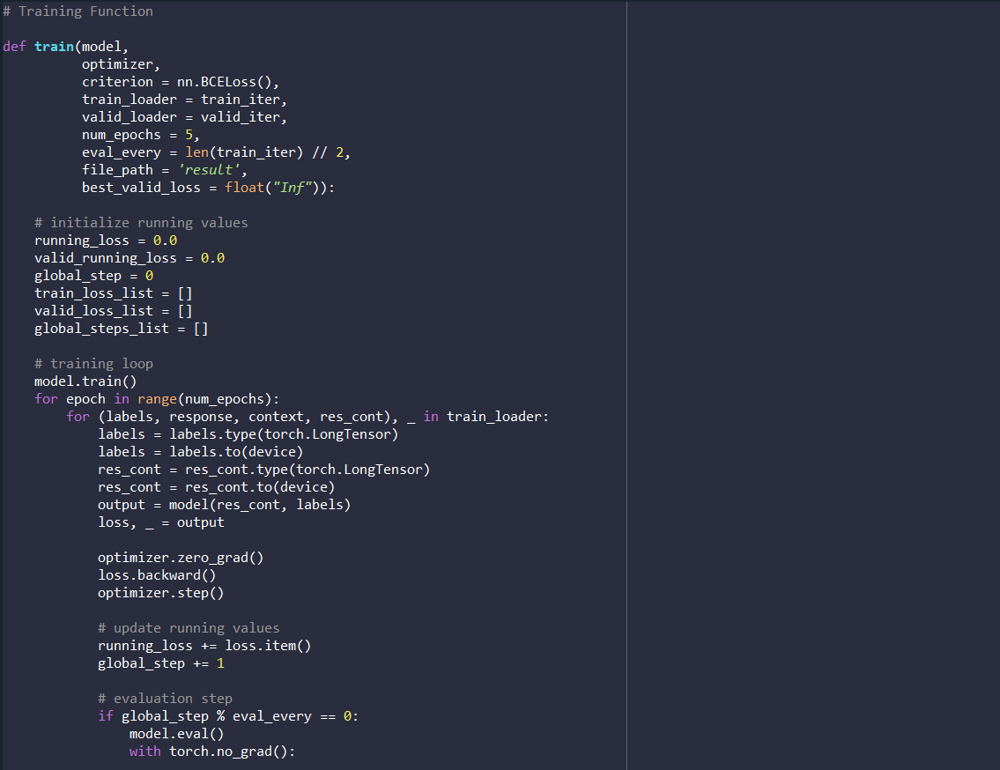 # Training Function
def train(model,
optimizer,
criterion = nn.BCELoss(),
train_loader = train_iter,
valid_loader = valid_iter,
num_epochs = 5,
eval_every = len(train_iter) // 2,
file_path = 'result',
best_valid_loss = float("Inf")):
# initialize running values
running_loss = 0.0
valid_running_loss = 0.0
global_step = 0
train_loss_list = []
valid_loss_list = []
global_steps_list = []
# training loop
model.train()
for epoch in range(num_epochs):
for (labels, response, context, res_cont), _ in train_loader:
labels = labels.type(torch.LongTensor)
labels = labels.to(device)
res_cont = res_cont.type(torch.LongTensor)
res_cont = res_cont.to(device)
output = model(res_cont, labels)
loss, _ = output
optimizer.zero_grad()
loss.backward()
optimizer.step()
# update running values
running_loss += loss.item()
global_step += 1
# evaluation step
if global_step % eval_every == 0:
model.eval()
with torch.no_grad():